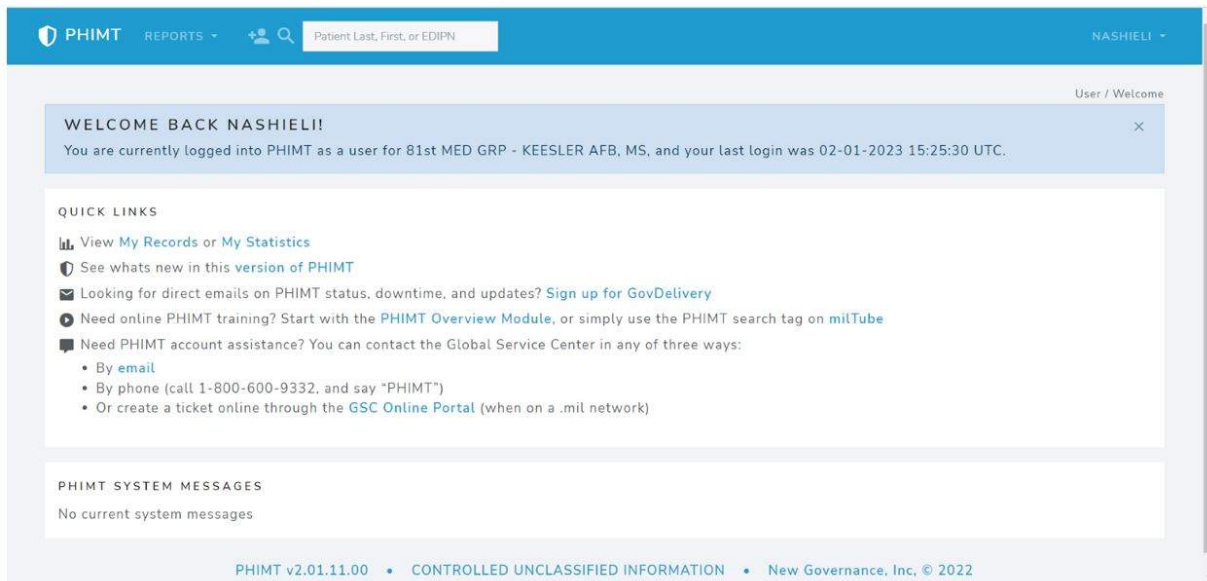 PHIMT REPORTS Patient Last, First, or EDIPN NASHIELI
User / Welcome
WELCOME BACK NASHIELI!
You are currently logged into PHIMT as a user for 81st MED GRP - KEESLER AFB, MS, and your last login was 02-01-2023 15:25:30 UTC.
QUICK LINKS
View My Records or My Statistics
See whats new in this version of PHIMT
Looking for direct emails on PHIMT status, downtime, and updates? Sign up for GovDelivery
Need online PHIMT training? Start with the PHIMT Overview Module, or simply use the PHIMT search tag on milTube
Need PHIMT account assistance? You can contact the Global Service Center in any of three ways:
• By email
• By phone (call 1-800-600-9332, and say “PHIMT”)
• Or create a ticket online through the GSC Online Portal (when on a .mil network)
PHIMT SYSTEM MESSAGES
No current system messages
PHIMT v2.01.11.00 • CONTROLLED UNCLASSIFIED INFORMATION • New Governance, Inc, © 2022